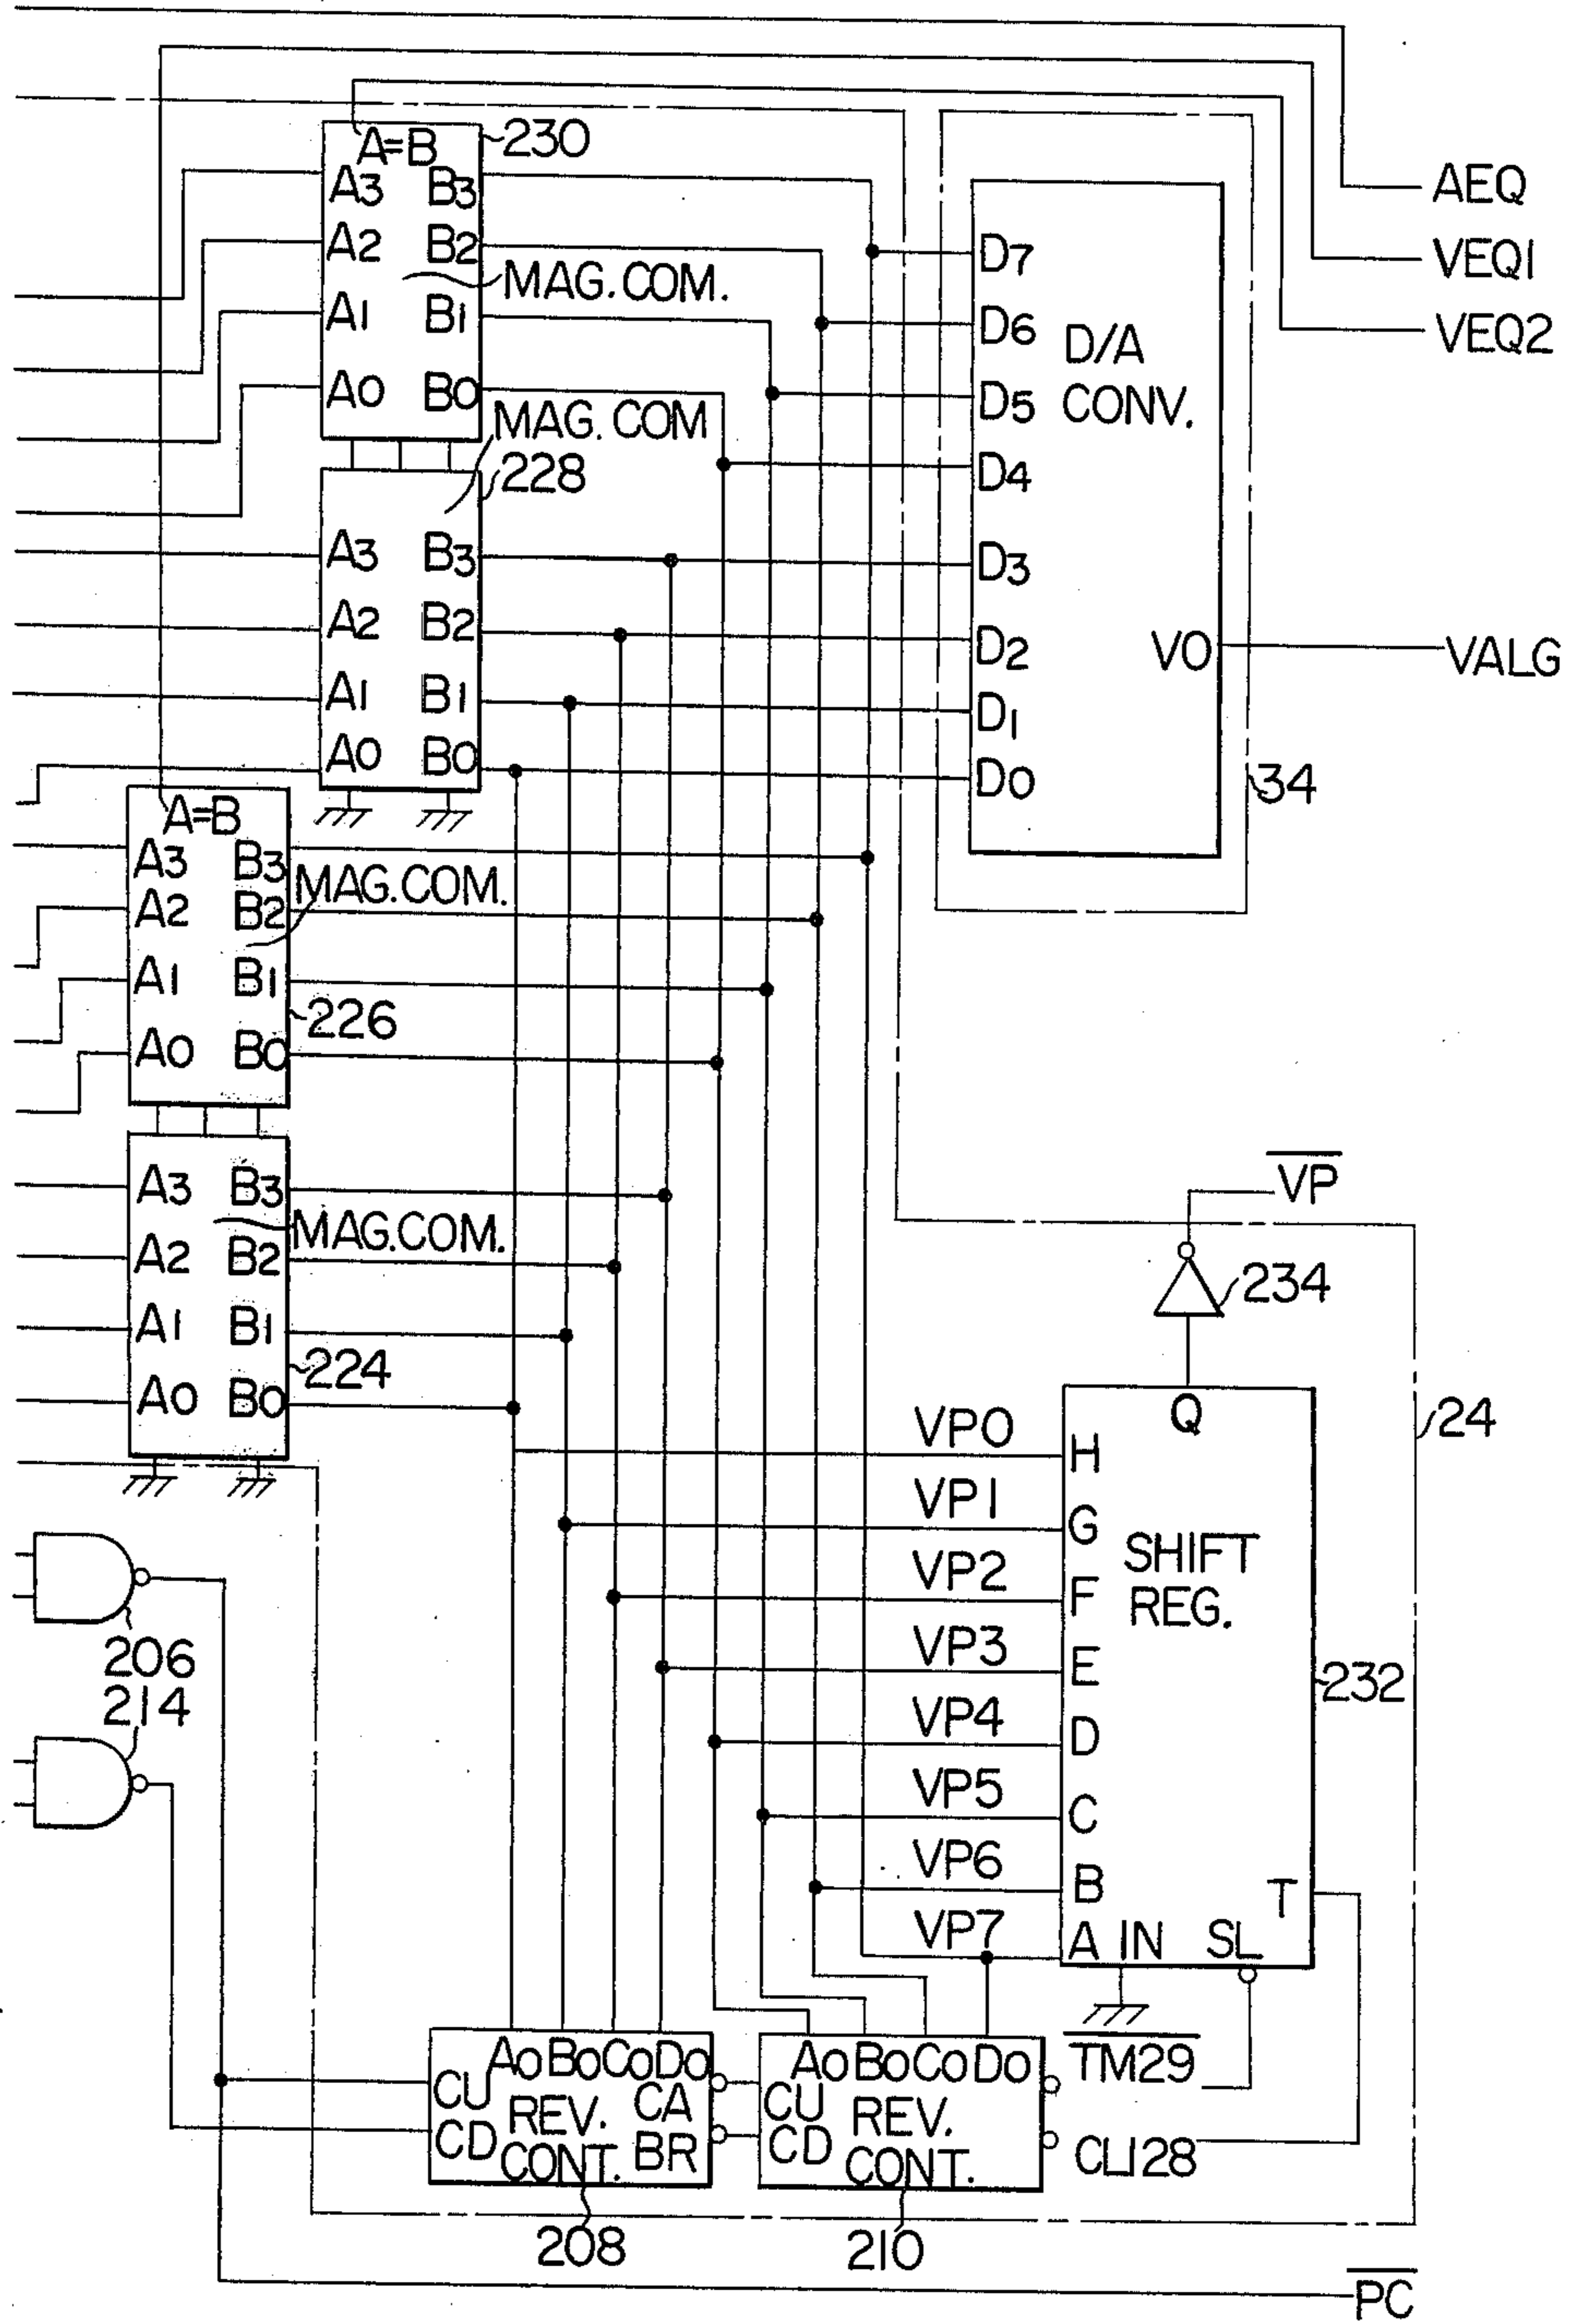 AEQ
VEQ1
VEQ2
A=B
230
A3 B3
A2 B2
MAG.COM.
A1 B1
A0 B0
MAG.COM
228
A3 B3
A2 B2
A1 B1
A0 B0
D7
D6
D/A
D5 CONV.
D4
D3
D2
VO
VALG
D1
D0
34
A=B
A3 B3
MAG.COM.
A2 B2
A1 B1
226
A0 B0
A3 B3
MAG.COM.
A2 B2
A1 B1
224
A0 B0
VP
234
24
Q
VP0 H
VP1 G
SHIFT
VP2 F
REG.
VP3 E
232
VP4 D
VP5 C
VP6 B
T
VP7 A IN SL
206
214
A0 B0 C0 D0
CU REV. CA
CD CONT. BR
208
A0 B0 C0 D0
CU REV.
CD CONT.
210
TM29
CL128
PC